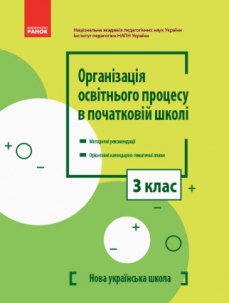 РАНОК
Національна академія педагогічних наук України
Інститут педагогіки НАПН України
Організація
освітнього процесу
в початковій школі
Методичні рекомендації
Орієнтовні календарно-тематичні плани
3 клас
Нова українська школа